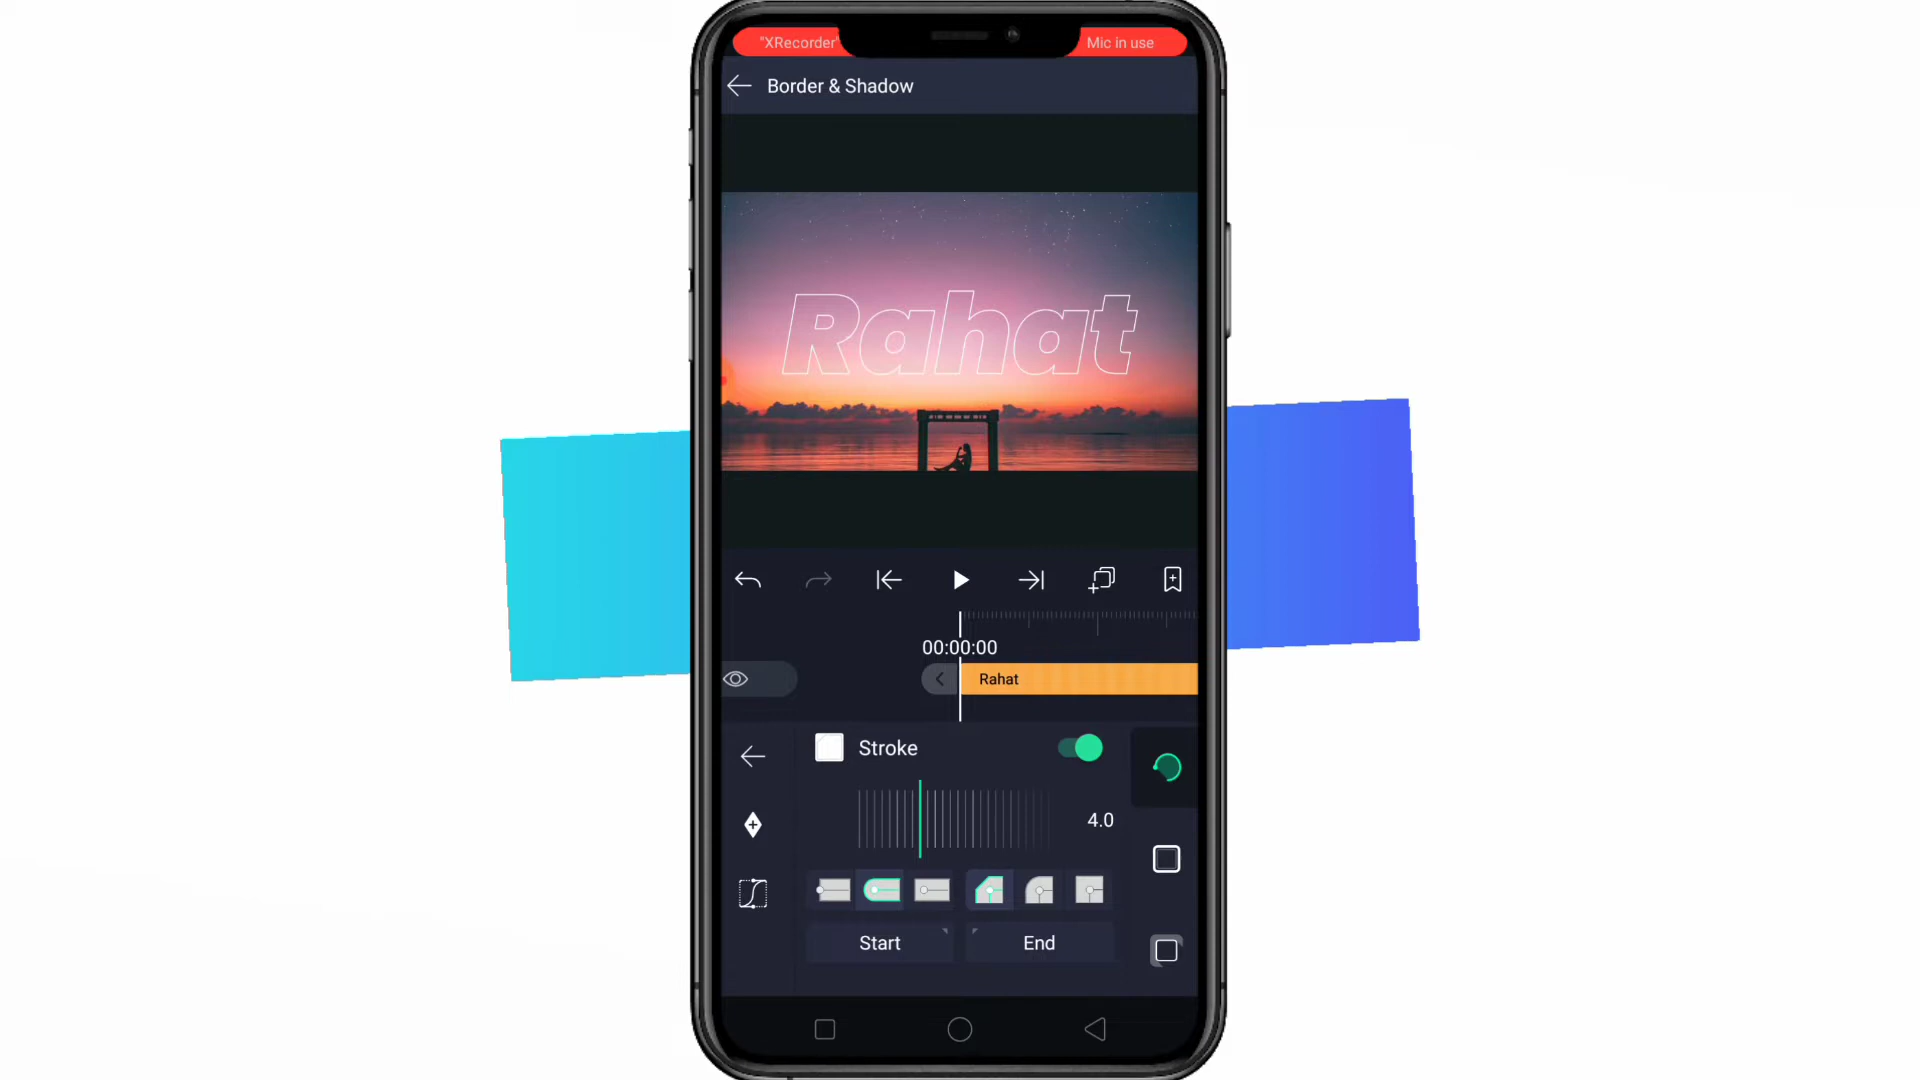 "XRecorder"
Mic in use
Border & Shadow
Rahat
00:00:00
Rahat
Stroke
4.0
Start
End